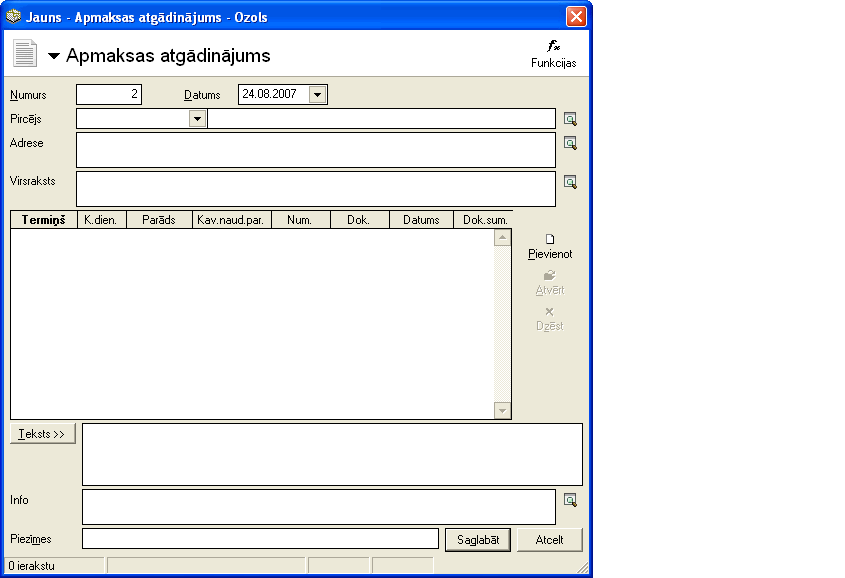 Jauns - Apmaksas atgādinājums - Ozols
Apmaksas atgādinājums
Funkcijas
Numurs 2 Datums 24.08.2007
Pircējs
Adrese
Virsraksts
Termiņš K.dien. Parāds Kav.naud.par. Num. Dok. Datums Dok.sum.
Pievienot
Atvērt
Dzēst
Teksts >>
Info
Piezīmes Saglabāt Atcelt
0 ierakstu